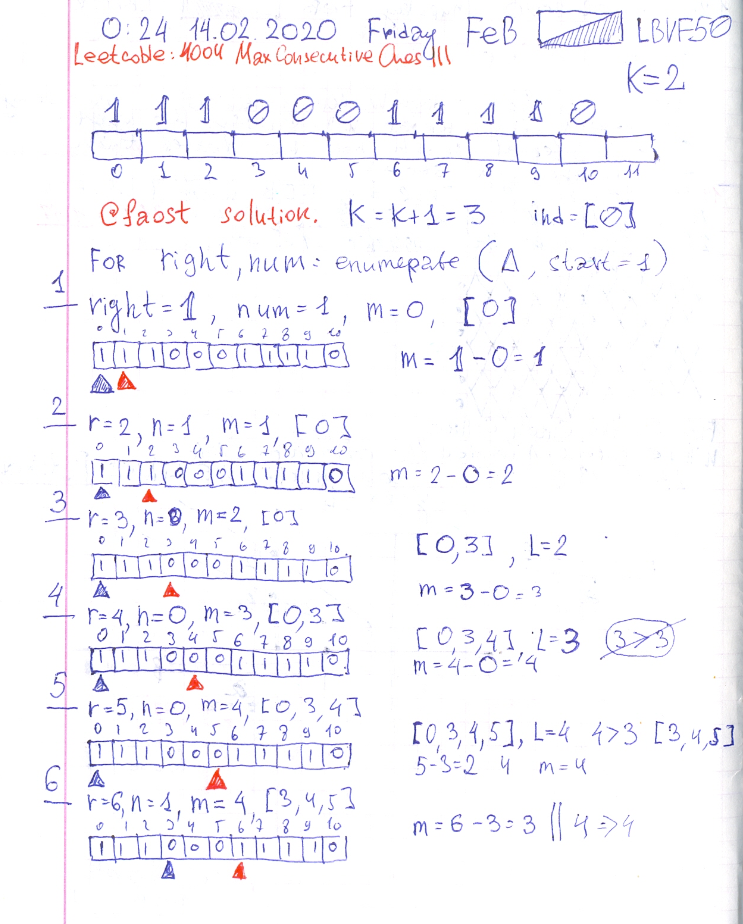 0:24 14.02.2020 Friday FeB LBVF50
Leetcode: 1004 Max Consecutive Ones III
K=2
1 1 1 0 0 0 1 1 1 1 0
0 1 2 3 4 5 6 7 8 9 10 11
@faost solution. K=K+1=3 ind=[0]
FOR right, num = enumepate (A, start=1)
1
right=1, num=1, m=0, [0]
0 1 2 3 4 5 6 7 8 9 10
1 1 1 0 0 0 1 1 1 1 0 m= 1-0=1
2
r=2, n=1, m=1, [0]
0 1 2 3 4 5 6 7 8 9 10
1 1 1 0 0 0 1 1 1 1 0 m=2-0=2
3
r=3, n=0, m=2, [0]
0 1 2 3 4 5 6 7 8 9 10 [0,3], L=2
1 1 1 0 0 0 1 1 1 1 0 m=3-0=3
4
r=4, n=0, m=3, [0,3]
0 1 2 3 4 5 6 7 8 9 10 [0,3,4], L=3 3>3
1 1 1 0 0 0 1 1 1 1 0 m=4-0=4
5
r=5, n=0, m=4, [0,3,4]
0 1 2 3 4 5 6 7 8 9 10 [0,3,4,5], L=4 4>3 [3,4,5]
1 1 1 0 0 0 1 1 1 1 0 5-3=2 4 m=4
6
r=6, n=1, m=4, [3,4,5]
0 1 2 3 4 5 6 7 8 9 10 m=6-3=3 || 4=>4
1 1 1 0 0 0 1 1 1 1 0